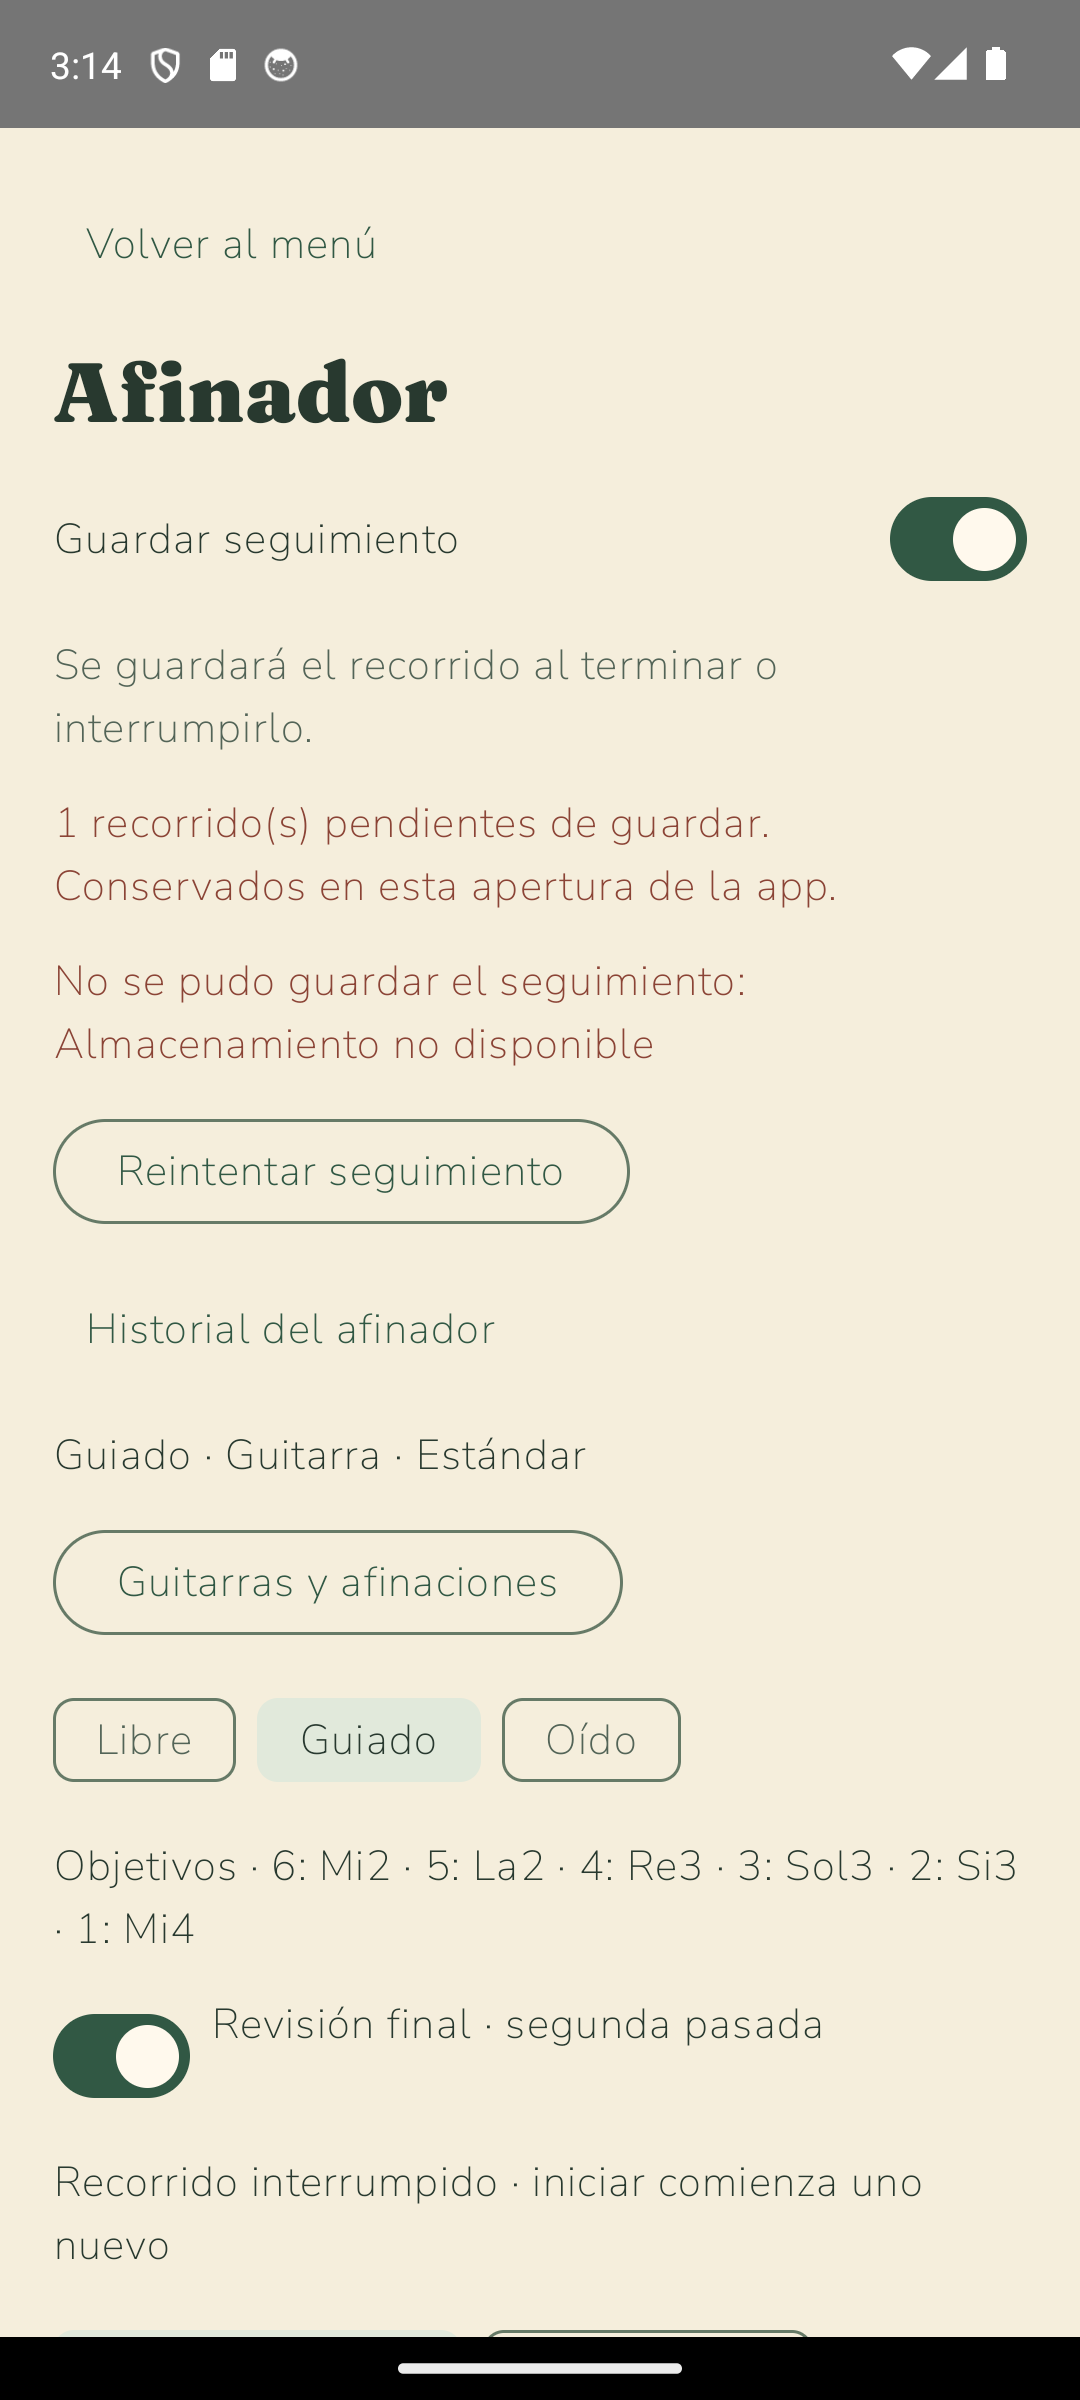 3:14
Volver al menú
Afinador
Guardar seguimiento
Se guardará el recorrido al terminar o
interrumpirlo.
1 recorrido(s) pendientes de guardar.
Conservados en esta apertura de la app.
No se pudo guardar el seguimiento:
Almacenamiento no disponible
Reintentar seguimiento
Historial del afinador
Guiado · Guitarra · Estándar
Guitarras y afinaciones
Libre Guiado Oído
Objetivos · 6: Mi2 · 5: La2 · 4: Re3 · 3: Sol3 · 2: Si3
· 1: Mi4
Revisión final · segunda pasada
Recorrido interrumpido · iniciar comienza uno
nuevo